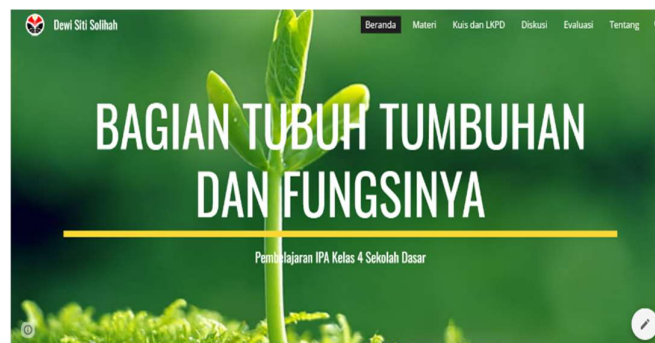 Dewi Siti Solihah
Beranda Materi Kuis dan LKPD Diskusi Evaluasi Tentang
BAGIAN TUBUH TUMBUHAN
DAN FUNGSINYA
Pembelajaran IPA Kelas 4 Sekolah Dasar